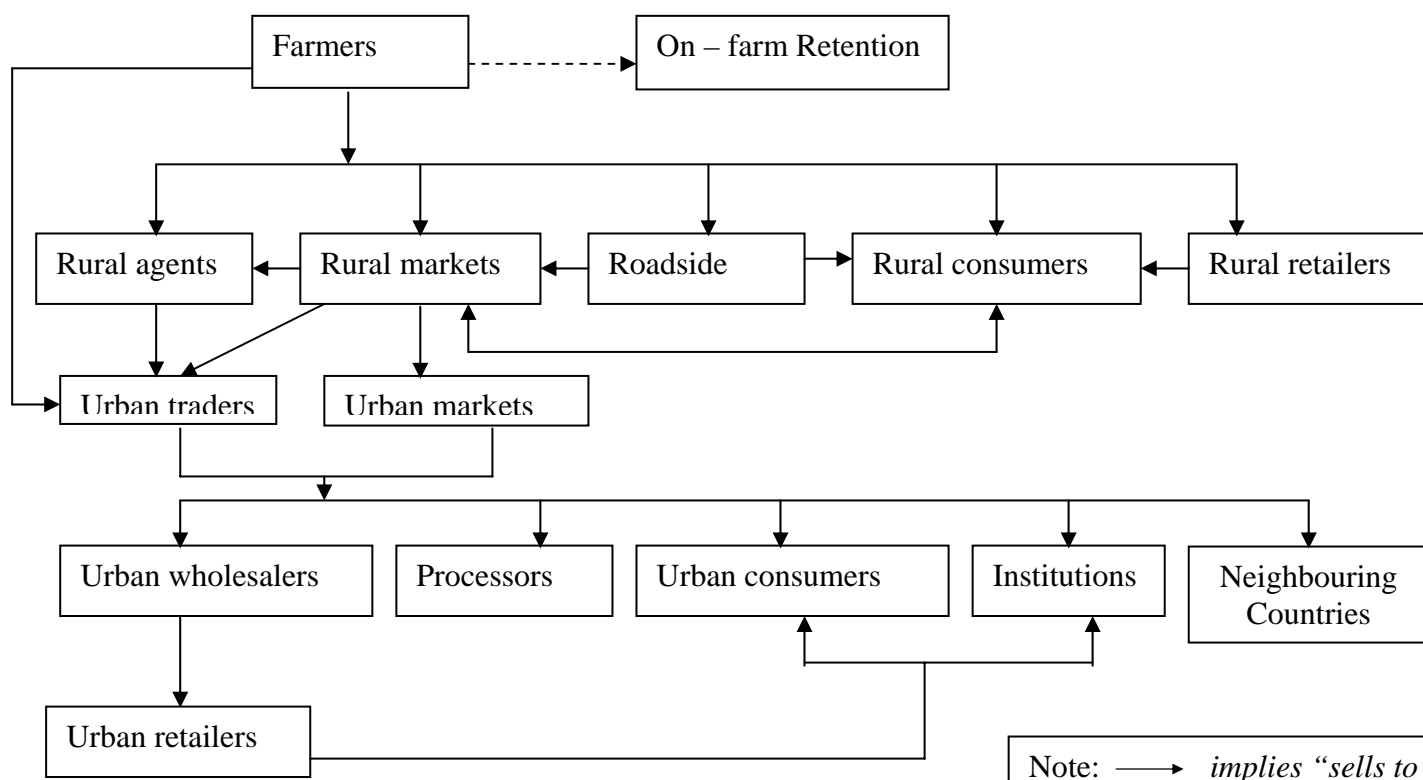 Farmers
On – farm Retention
Rural agents
Rural markets
Roadside
Rural consumers
Rural retailers
Urban traders
Urban markets
Urban wholesalers
Processors
Urban consumers
Institutions
Neighbouring
Countries
Urban retailers
Note: implies “sells to